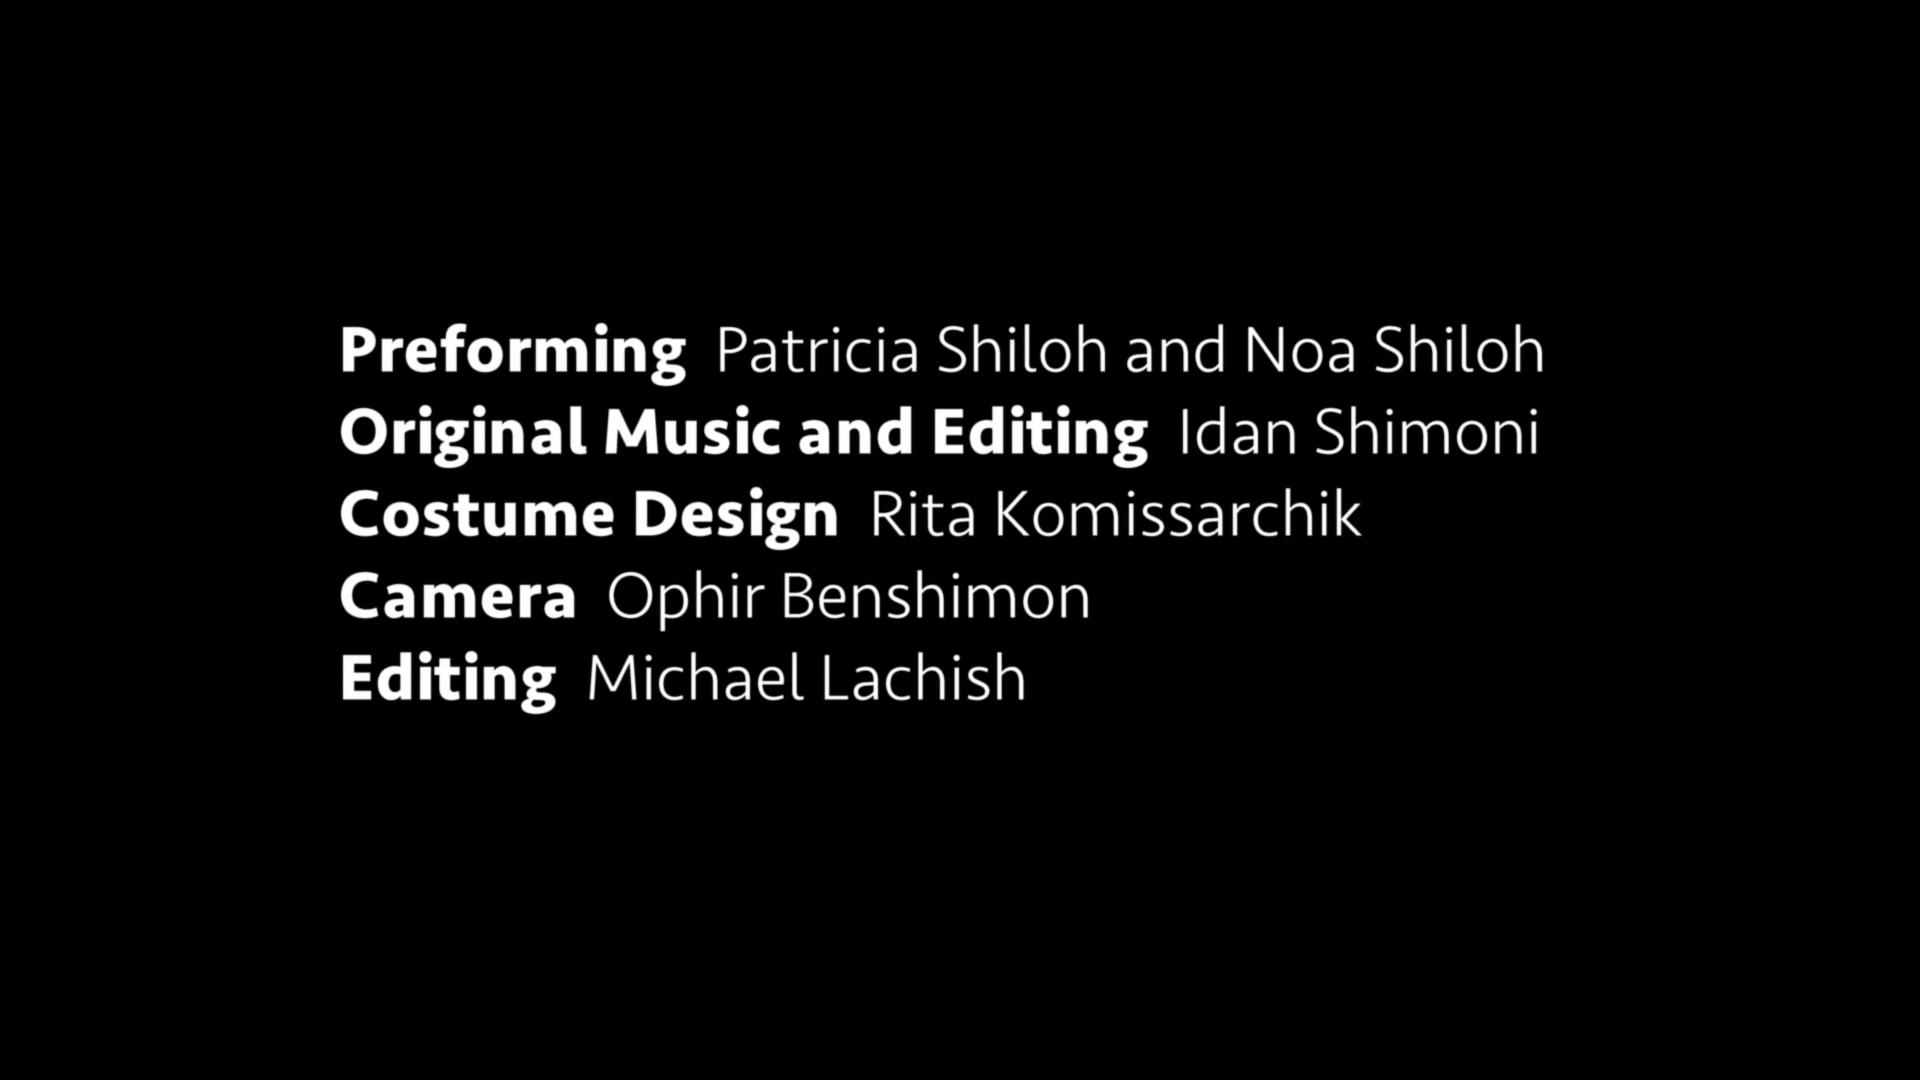 Preforming Patricia Shiloh and Noa Shiloh
Original Music and Editing Idan Shimoni
Costume Design Rita Komissarchik
Camera Ophir Benshimon
Editing Michael Lachish